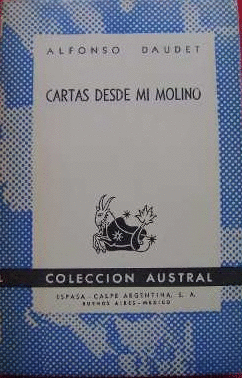 ALFONSO DAUDET
CARTAS DESDE MI MOLINO
COLECCION AUSTRAL
ESPASA-CALPE ARGENTINA, S. A.
BUENOS AIRES-MEXICO